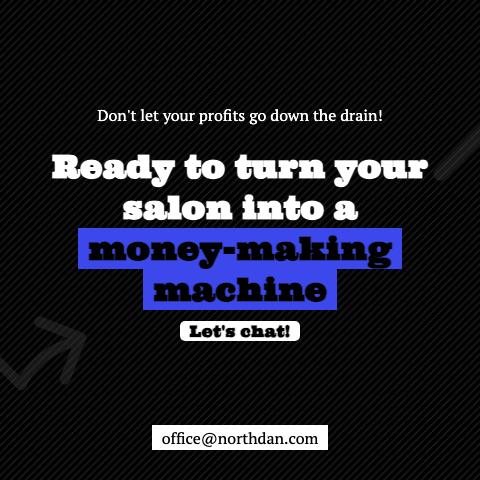 Don't let your profits go down the drain!
Ready to turn your
salon into a
money-making
machine
Let's chat!
office@northdan.com